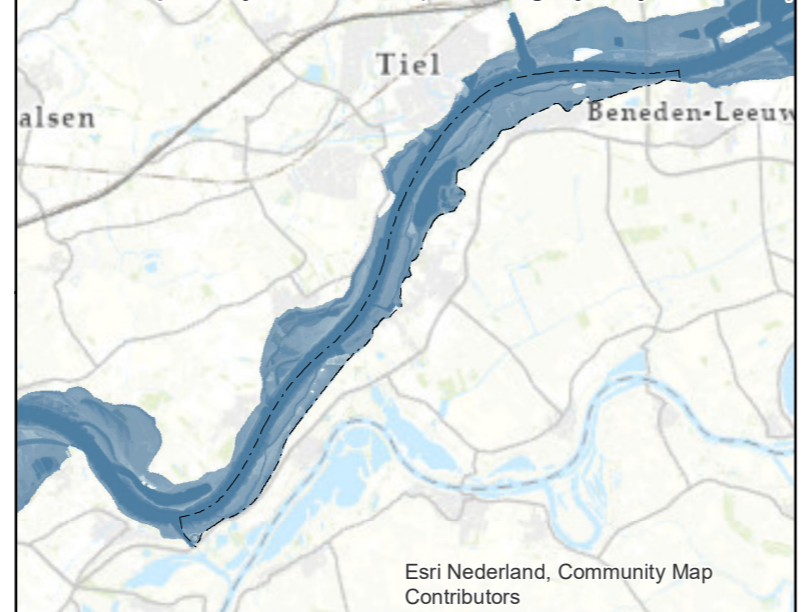 Tiel
alsen
Beneden-Leeuw
Esri Nederland, Community Map
Contributors